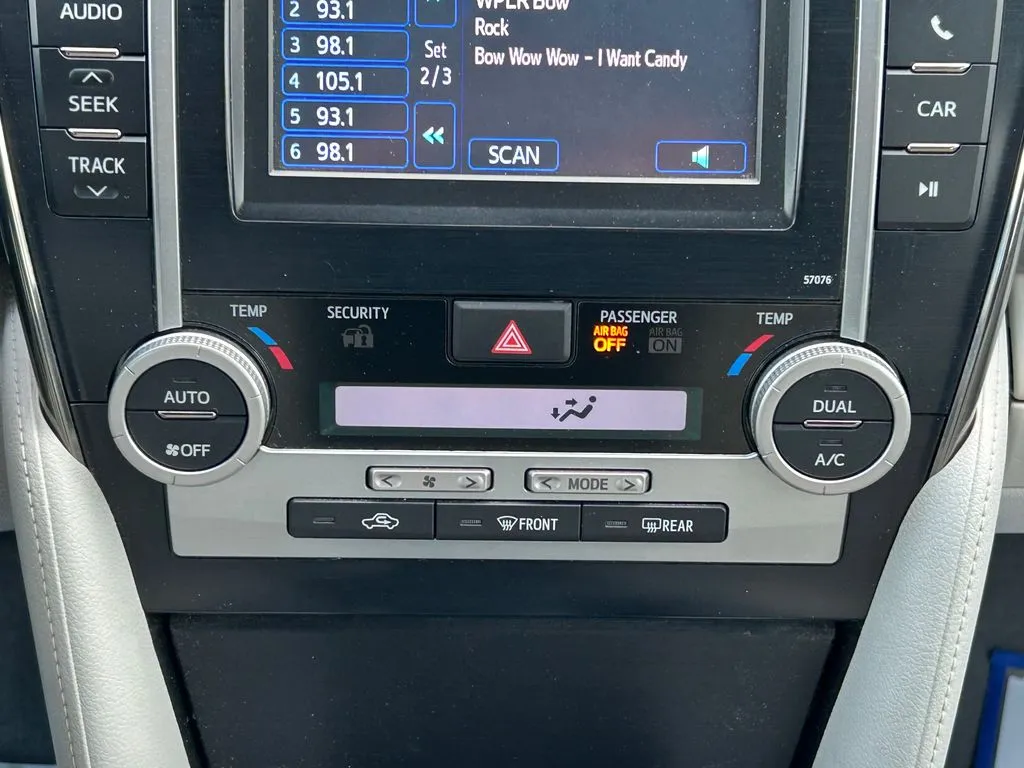 AUDIO
SEEK
TRACK
2 93.1
3 98.1
4 105.1
5 93.1
6 98.1
Set
2/3
WPLR Bow
Rock
Bow Wow Wow - I Want Candy
SCAN
CAR
57076
TEMP
SECURITY
PASSENGER
AIR BAG
OFF
AIR BAG
ON
TEMP
AUTO
OFF
DUAL
A/C
MODE
FRONT
REAR